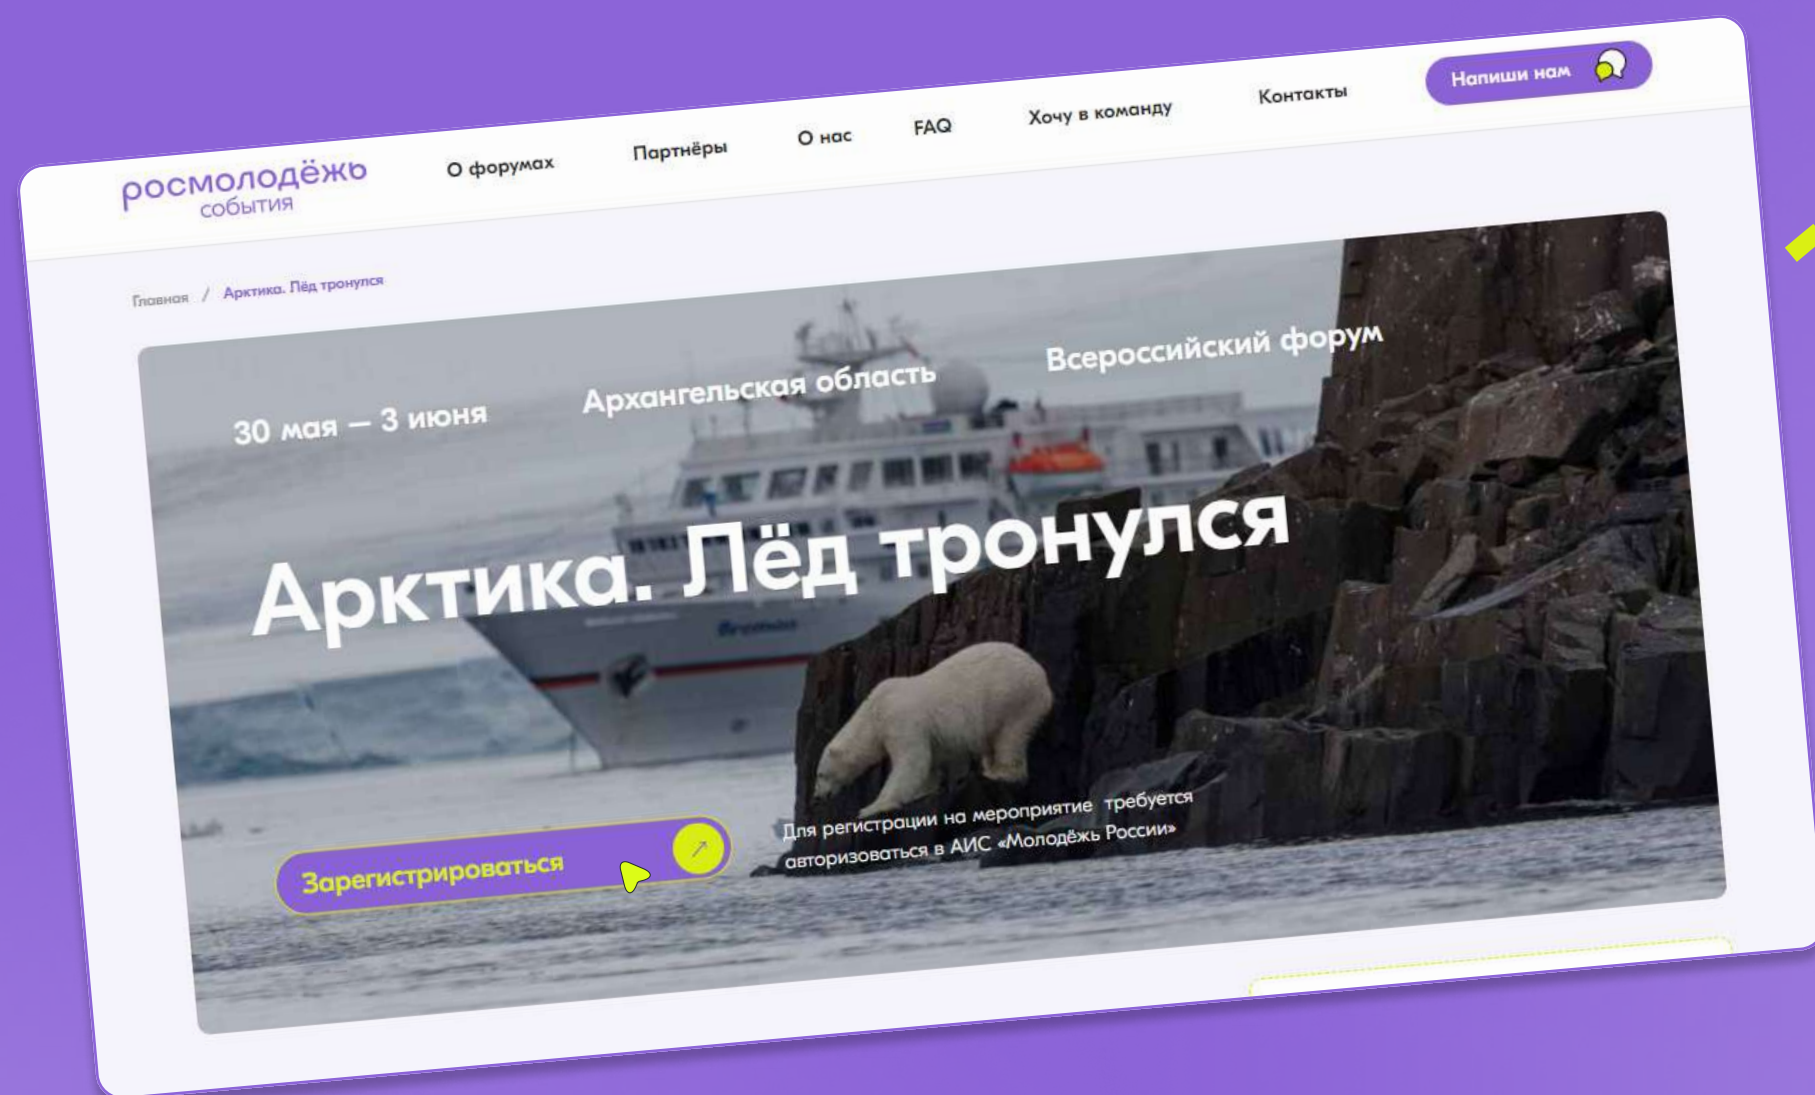 росмолодёжь
события
О форумах
Партнёры
О нас
FAQ
Хочу в команду
Контакты
Напиши нам
Главная / Арктика. Лёд тронулся
30 мая — 3 июня
Архангельская область
Всероссийский форум
Арктика. Лёд тронулся
Bremen
Зарегистрироваться
Для регистрации на мероприятие требуется
авторизоваться в АИС «Молодёжь России»